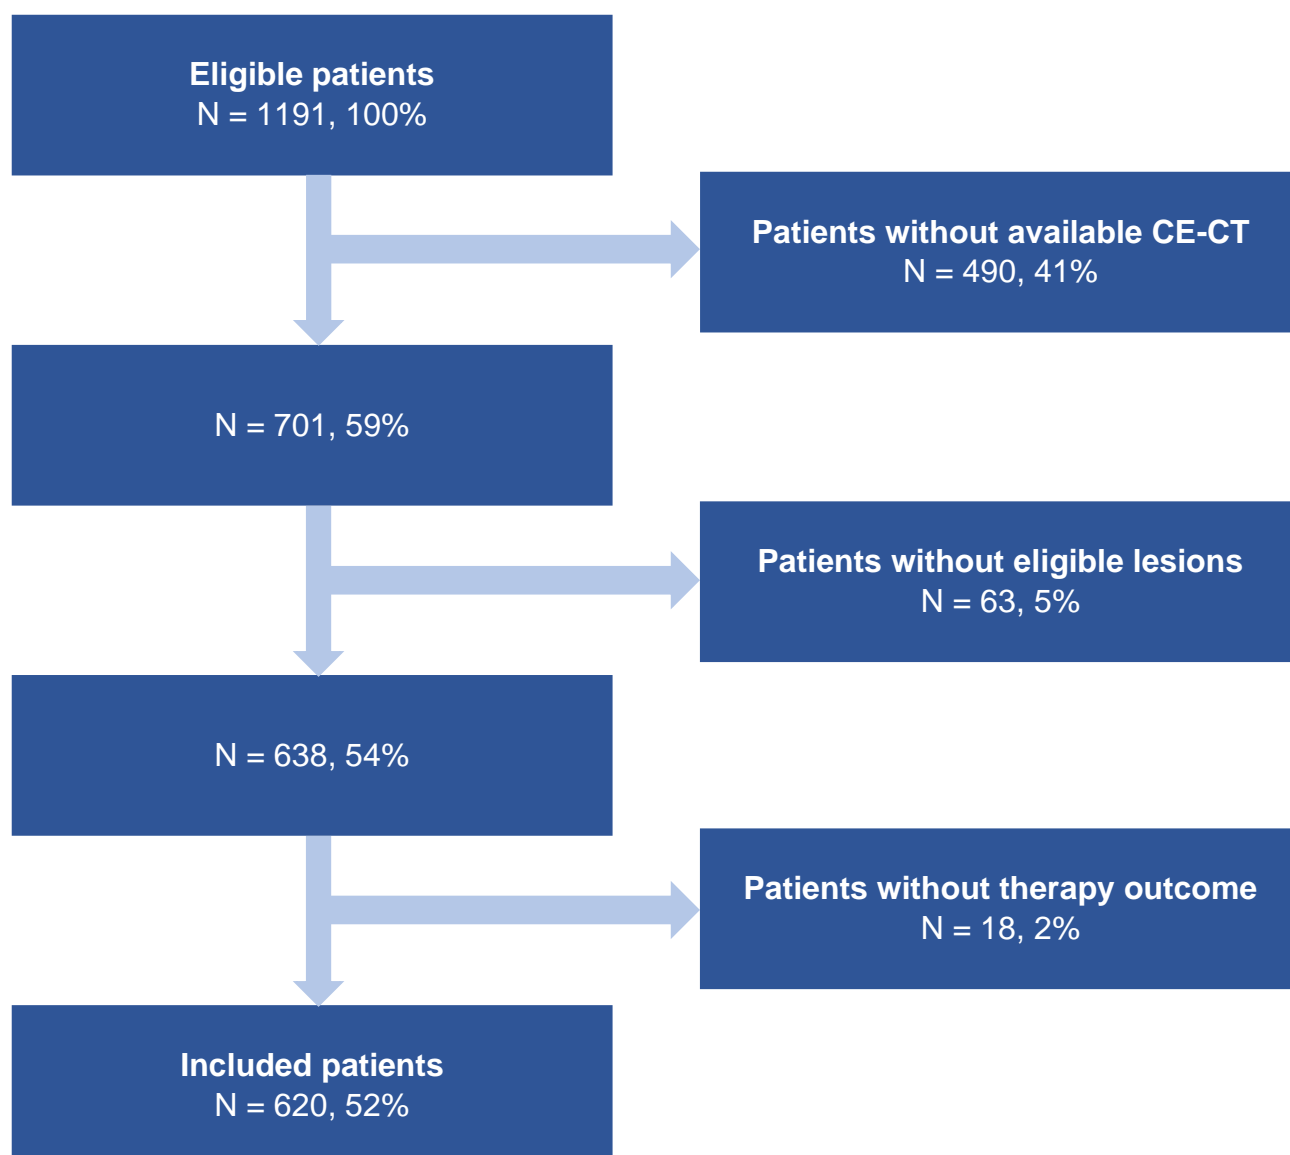 Eligible patients
N = 1191, 100%
Patients without available CE-CT
N = 490, 41%
N = 701, 59%
Patients without eligible lesions
N = 63, 5%
N = 638, 54%
Patients without therapy outcome
N = 18, 2%
Included patients
N = 620, 52%